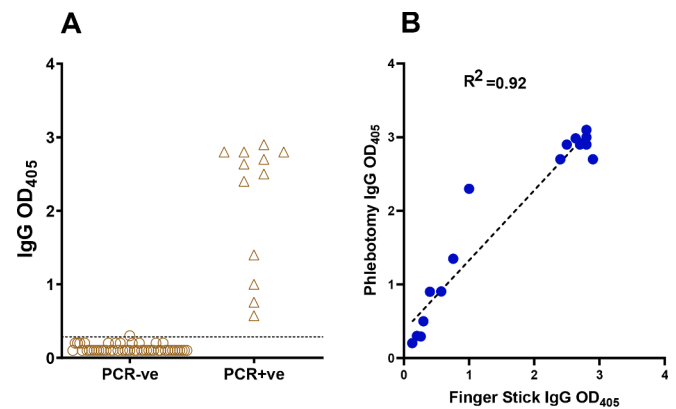 A
IgG OD405
4
3
2
1
0
PCR-ve PCR+ve
B
Phlebotomy IgG OD405
4
3
2
1
0
R2 =0.92
0 1 2 3 4
Finger Stick IgG OD405